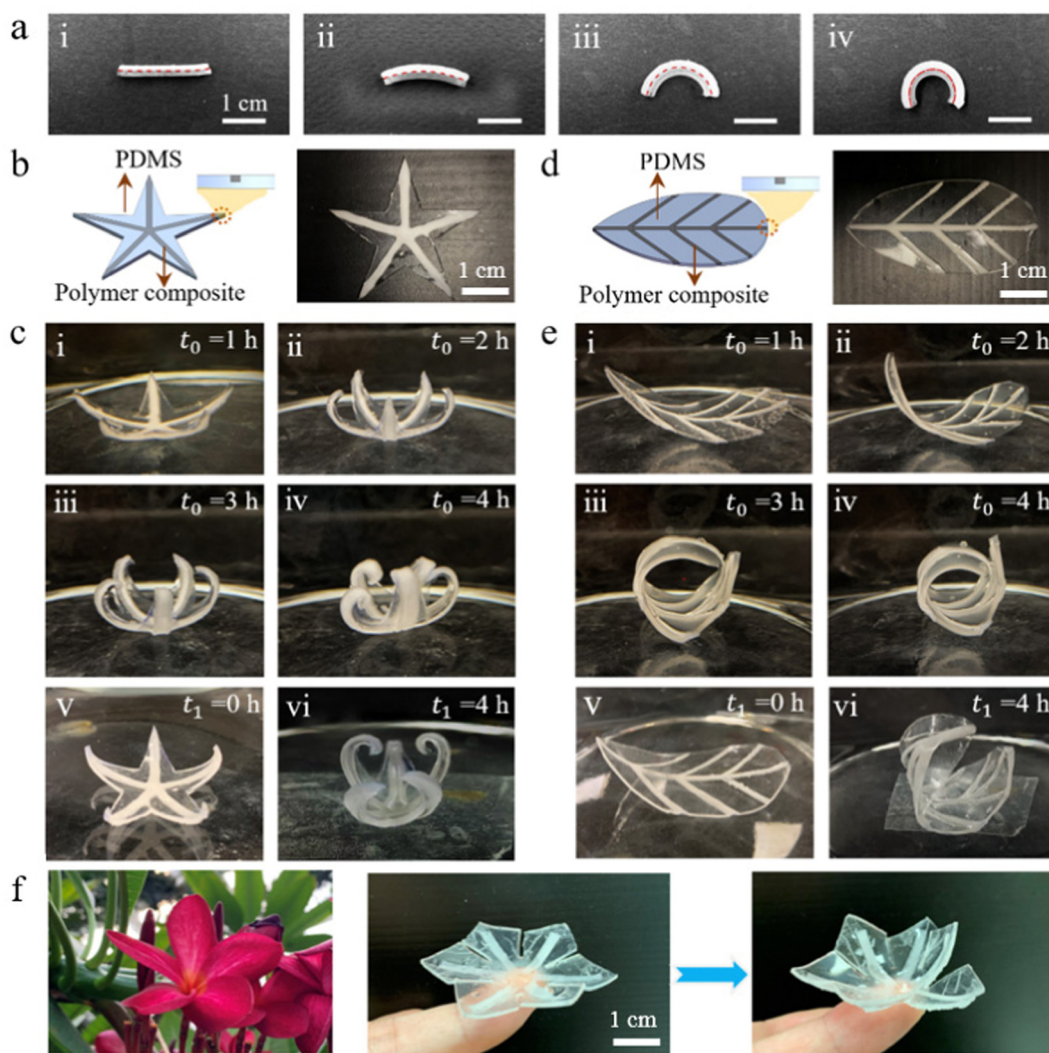 a
i
ii
iii
iv
1 cm
b
PDMS
Polymer composite
1 cm
d
PDMS
Polymer composite
1 cm
c
i
t₀ =1 h
ii
t₀ =2 h
iii
t₀ =3 h
iv
t₀ =4 h
v
t₁ =0 h
vi
t₁ =4 h
e
i
t₀ =1 h
ii
t₀ =2 h
iii
t₀ =3 h
iv
t₀ =4 h
v
t₁ =0 h
vi
t₁ =4 h
f
1 cm